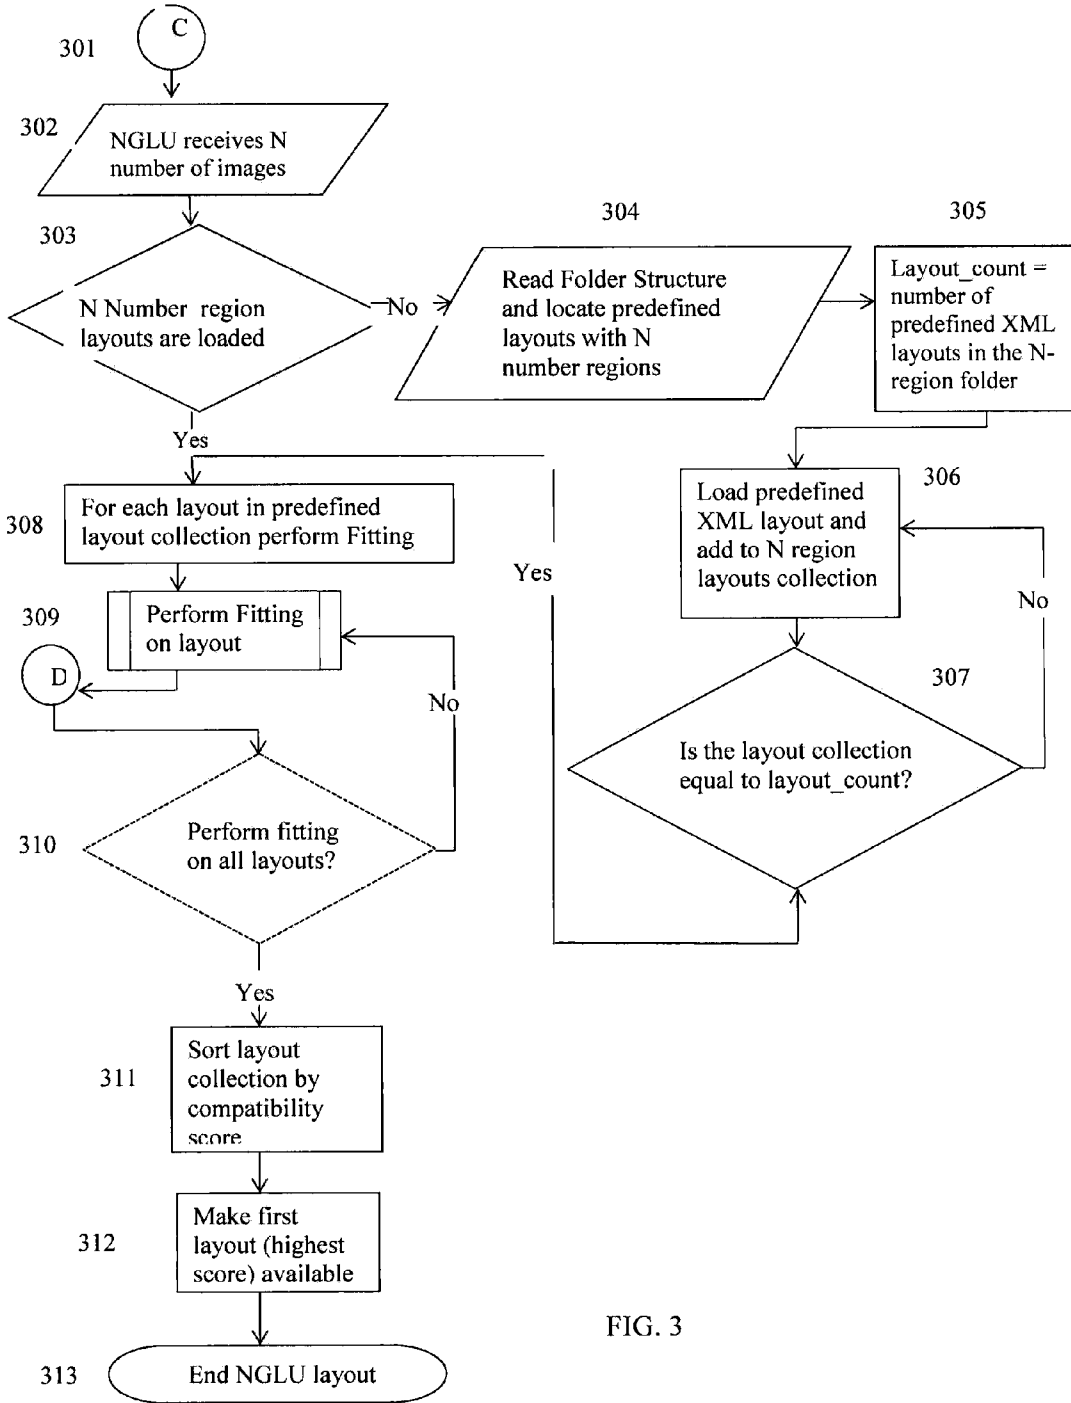 301
C
302
NGLU receives N
number of images
303
N Number region
layouts are loaded
No
304
Read Folder Structure
and locate predefined
layouts with N
number regions
305
Layout_count =
number of
predefined XML
layouts in the N-
region folder
Yes
306
Load predefined
XML layout and
add to N region
layouts collection
No
307
Is the layout collection
equal to layout_count?
Yes
308
For each layout in predefined
layout collection perform Fitting
309
Perform Fitting
on layout
D
No
310
Perform fitting
on all layouts?
Yes
311
Sort layout
collection by
compatibility
score
312
Make first
layout (highest
score) available
313
End NGLU layout
FIG. 3